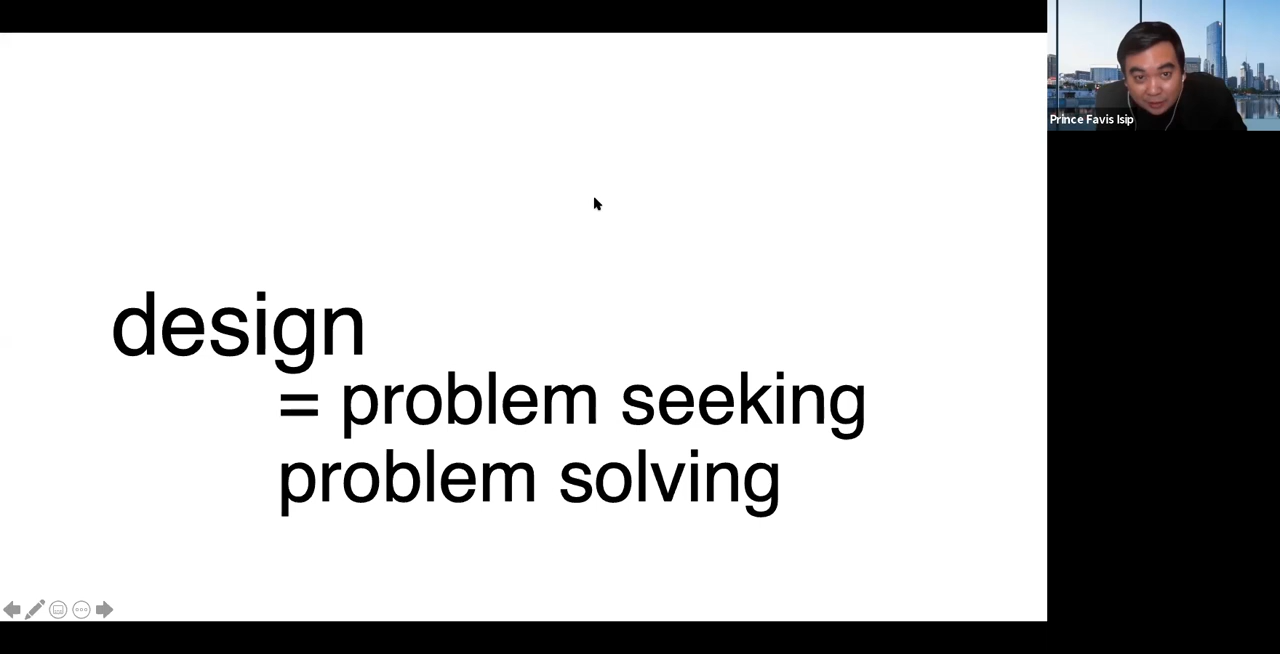 design
= problem seeking
problem solving
Prince Favis Isip